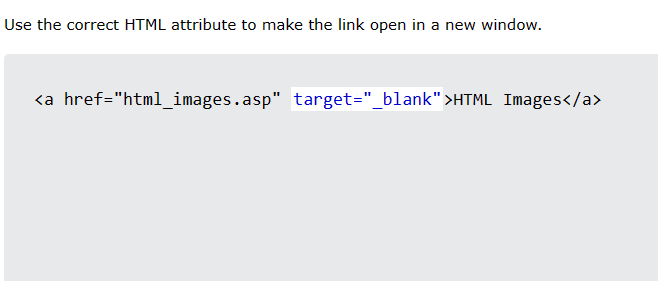 Use the correct HTML attribute to make the link open in a new window.
<a href="html_images.asp" target="_blank">HTML Images</a>